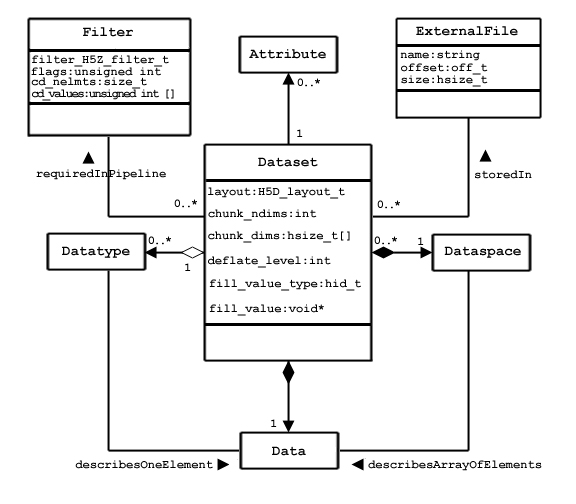 Filter
filter_H5Z_filter_t
flags:unsigned int
cd_nelmts:size_t
cd_values:unsigned int []
Attribute
ExternalFile
name:string
offset:off_t
size:hsize_t
0..*
1
requiredInPipeline
storedIn
0..*
0..*
Dataset
layout:H5D_layout_t
chunk_ndims:int
chunk_dims:hsize_t[]
deflate_level:int
fill_value_type:hid_t
fill_value:void*
Datatype
0..*
1
0..*
1
Dataspace
1
Data
describesOneElement
describesArrayOfElements